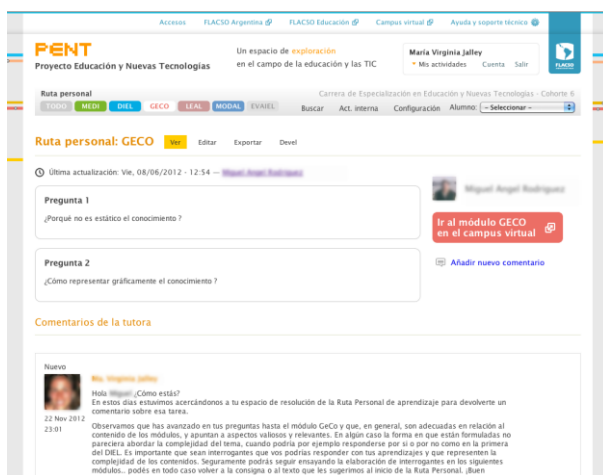 Accesos FLACSO Argentina FLACSO Educación Campus virtual Ayuda y soporte técnico
PENT
Proyecto Educación y Nuevas Tecnologías
Un espacio de exploración
en el campo de la educación y las TIC
María Virginia Jalley
Mis actividades Cuenta Salir
FLACSO
Ruta personal
Carrera de Especialización en Educación y Nuevas Tecnologías - Cohorte 6
TODO MEDI DIEL GECO LEAL MODAL EVAIEL
Buscar Act. interna Configuración Alumno: - Seleccionar -
Ruta personal: GECO Ver Editar Exportar Devel
Última actualización: Vie, 08/06/2012 - 12:54 — Miguel Angel Rodriguez
Miguel Angel Rodriguez
Pregunta 1
¿Porqué no es estático el conocimiento ?
Ir al módulo GECO
en el campus virtual
Pregunta 2
¿Cómo representar gráficamente el conocimiento ?
Añadir nuevo comentario
Comentarios de la tutora
Nuevo
Ma. Virginia Jalley
22 Nov 2012
23:01
Hola Miguel ¿Cómo estás?
En estos días estuvimos acercándonos a tu espacio de resolución de la Ruta Personal de aprendizaje para devolverte un
comentario sobre esa tarea.
Observamos que has avanzado en tus preguntas hasta el módulo GeCo y que, en general, son adecuadas en relación al
contenido de los módulos, y apuntan a aspectos valiosos y relevantes. En algún caso la forma en que están formuladas no
pareciera abordar la complejidad del tema, cuando podría por ejemplo responderse por si o por no como en la primera
del DIEL. Es importante que sean interrogantes que vos podrías responder con tus aprendizajes y que representen la
complejidad de los contenidos. Seguramente podrás seguir ensayando la elaboración de interrogantes en los siguientes
módulos.. podés en todo caso volver a la consigna o al texto que les sugerimos al inicio de la Ruta Personal. ¡Buen